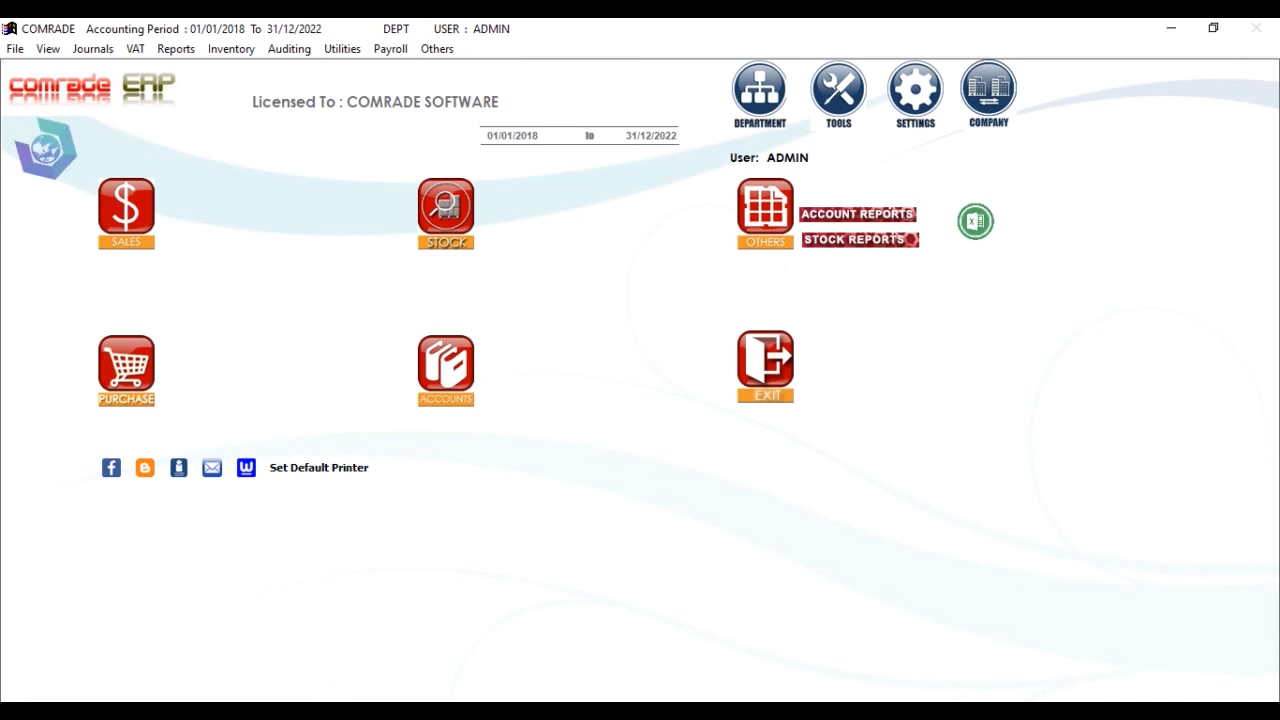 COMRADE Accounting Period : 01/01/2018 To 31/12/2022 DEPT USER : ADMIN
File View Journals VAT Reports Inventory Auditing Utilities Payroll Others
comrade ERP
Licensed To : COMRADE SOFTWARE
01/01/2018 to 31/12/2022
DEPARTMENT TOOLS SETTINGS COMPANY
User: ADMIN
SALES STOCK OTHERS
ACCOUNT REPORTS
STOCK REPORTS
PURCHASE ACCOUNTS EXIT
Set Default Printer